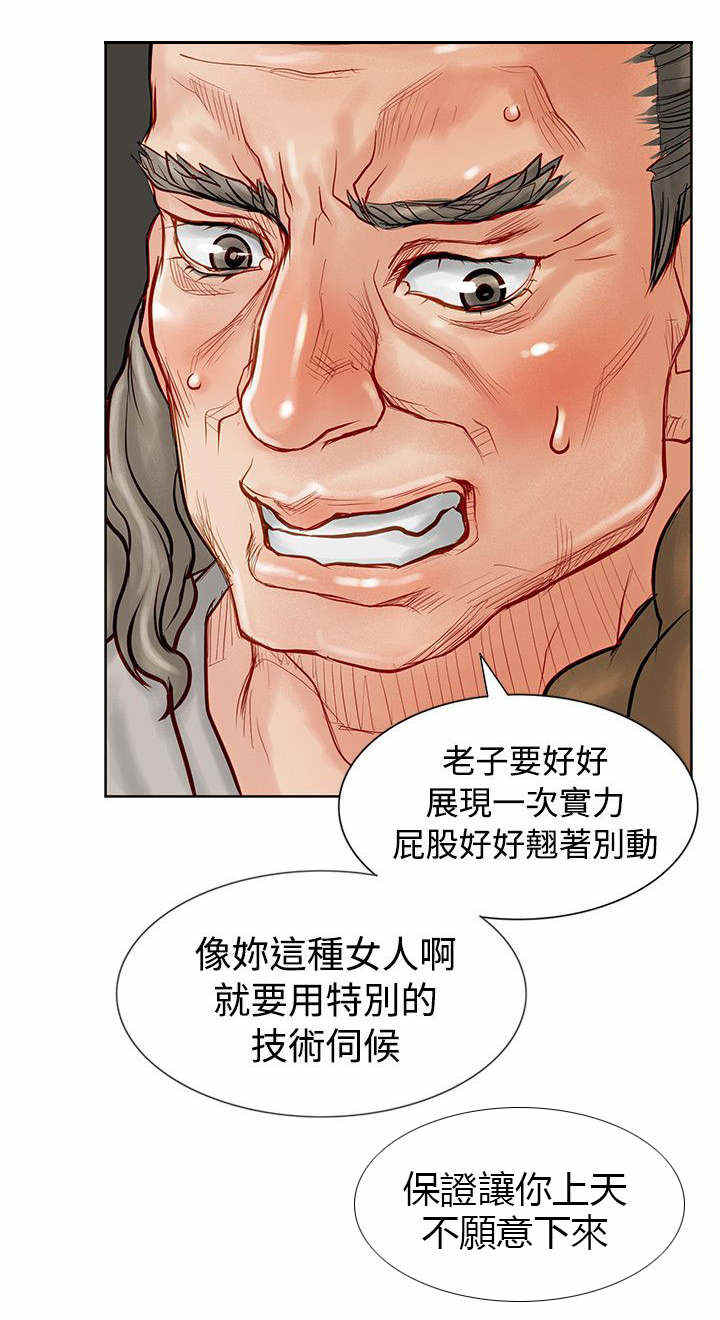 老子要好好
展現一次實力
屁股好好翹著別動
像妳這種女人啊
就要用特別的
技術伺候
保證讓你上天
不願意下來